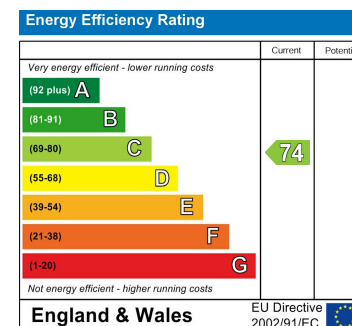 Energy Efficiency Rating
Current Potenti
Very energy efficient - lower running costs
(92 plus) A
(81-91) B
(69-80) C
74
(55-68) D
(39-54) E
(21-38) F
(1-20) G
Not energy efficient - higher running costs
England & Wales
EU Directive
2002/91/EC